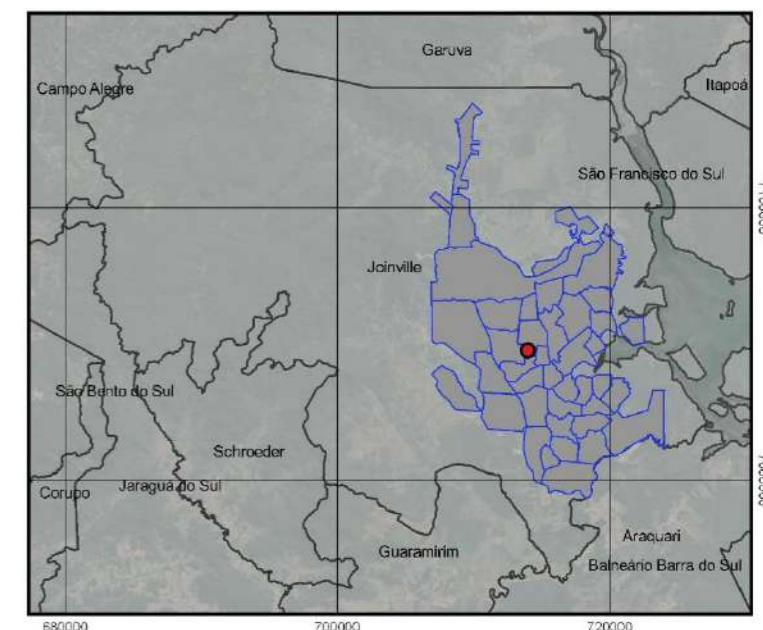 Garuva
Campo Alegre
Itapoá
São Francisco do Sul
Joinville
São Bento do Sul
Schroeder
Corupo
Jaragua do Sul
Guaramirim
Araquari
Balneário Barra do Sul
680000
700000
720000